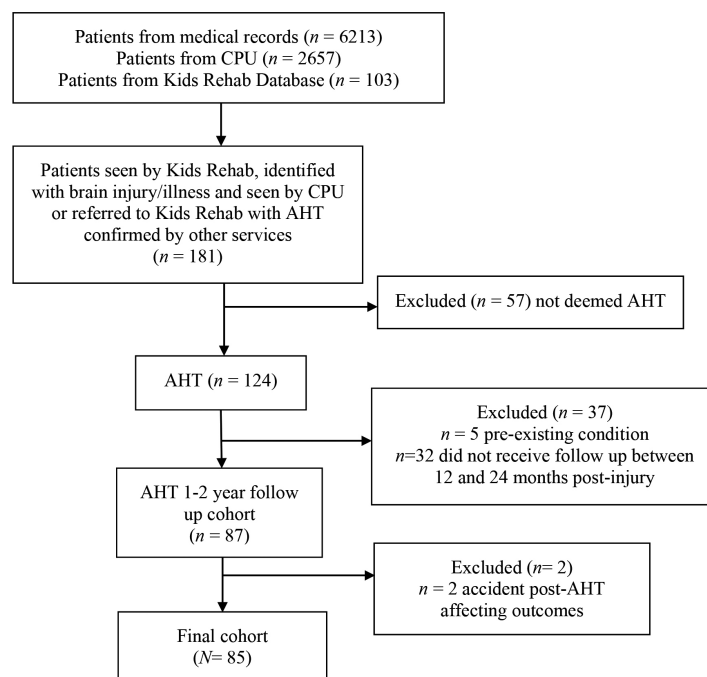 Patients from medical records (n = 6213)
Patients from CPU (n = 2657)
Patients from Kids Rehab Database (n = 103)
Patients seen by Kids Rehab, identified
with brain injury/illness and seen by CPU
or referred to Kids Rehab with AHT
confirmed by other services
(n = 181)
Excluded (n = 57) not deemed AHT
AHT (n = 124)
Excluded (n = 37)
n = 5 pre-existing condition
n=32 did not receive follow up between
12 and 24 months post-injury
AHT 1-2 year follow
up cohort
(n = 87)
Excluded (n= 2)
n = 2 accident post-AHT
affecting outcomes
Final cohort
(N= 85)